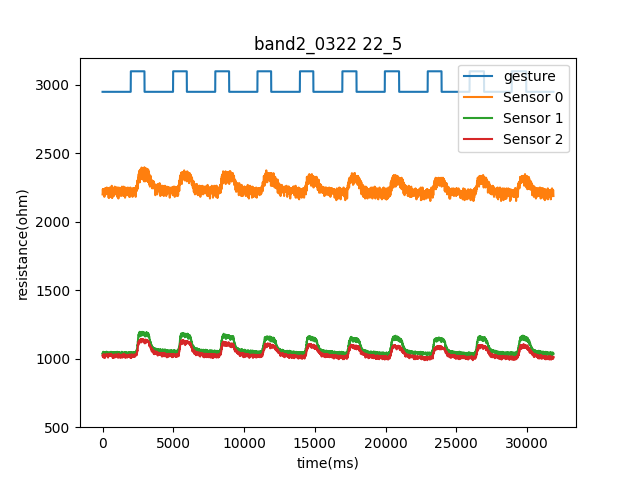 band2_0322 22_5
gesture
Sensor 0
Sensor 1
Sensor 2
resistance(ohm)
3000
2500
2000
1500
1000
500
0 5000 10000 15000 20000 25000 30000
time(ms)